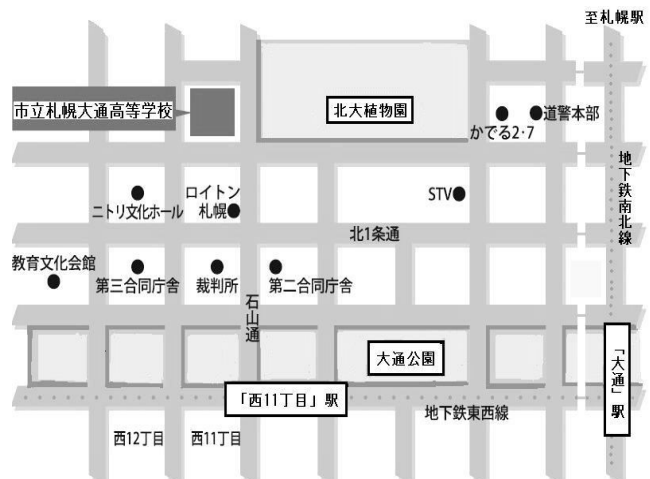 至札幌駅
市立札幌大通高等学校
北大植物園
道警本部
かでる2・7
地下鉄南北線
ロイトン
札幌
ニトリ文化ホール
STV
北1条通
教育文化会館
第三合同庁舎
裁判所
第二合同庁舎
石山通
大通公園
「大通」駅
「西11丁目」駅
地下鉄東西線
西12丁目
西11丁目